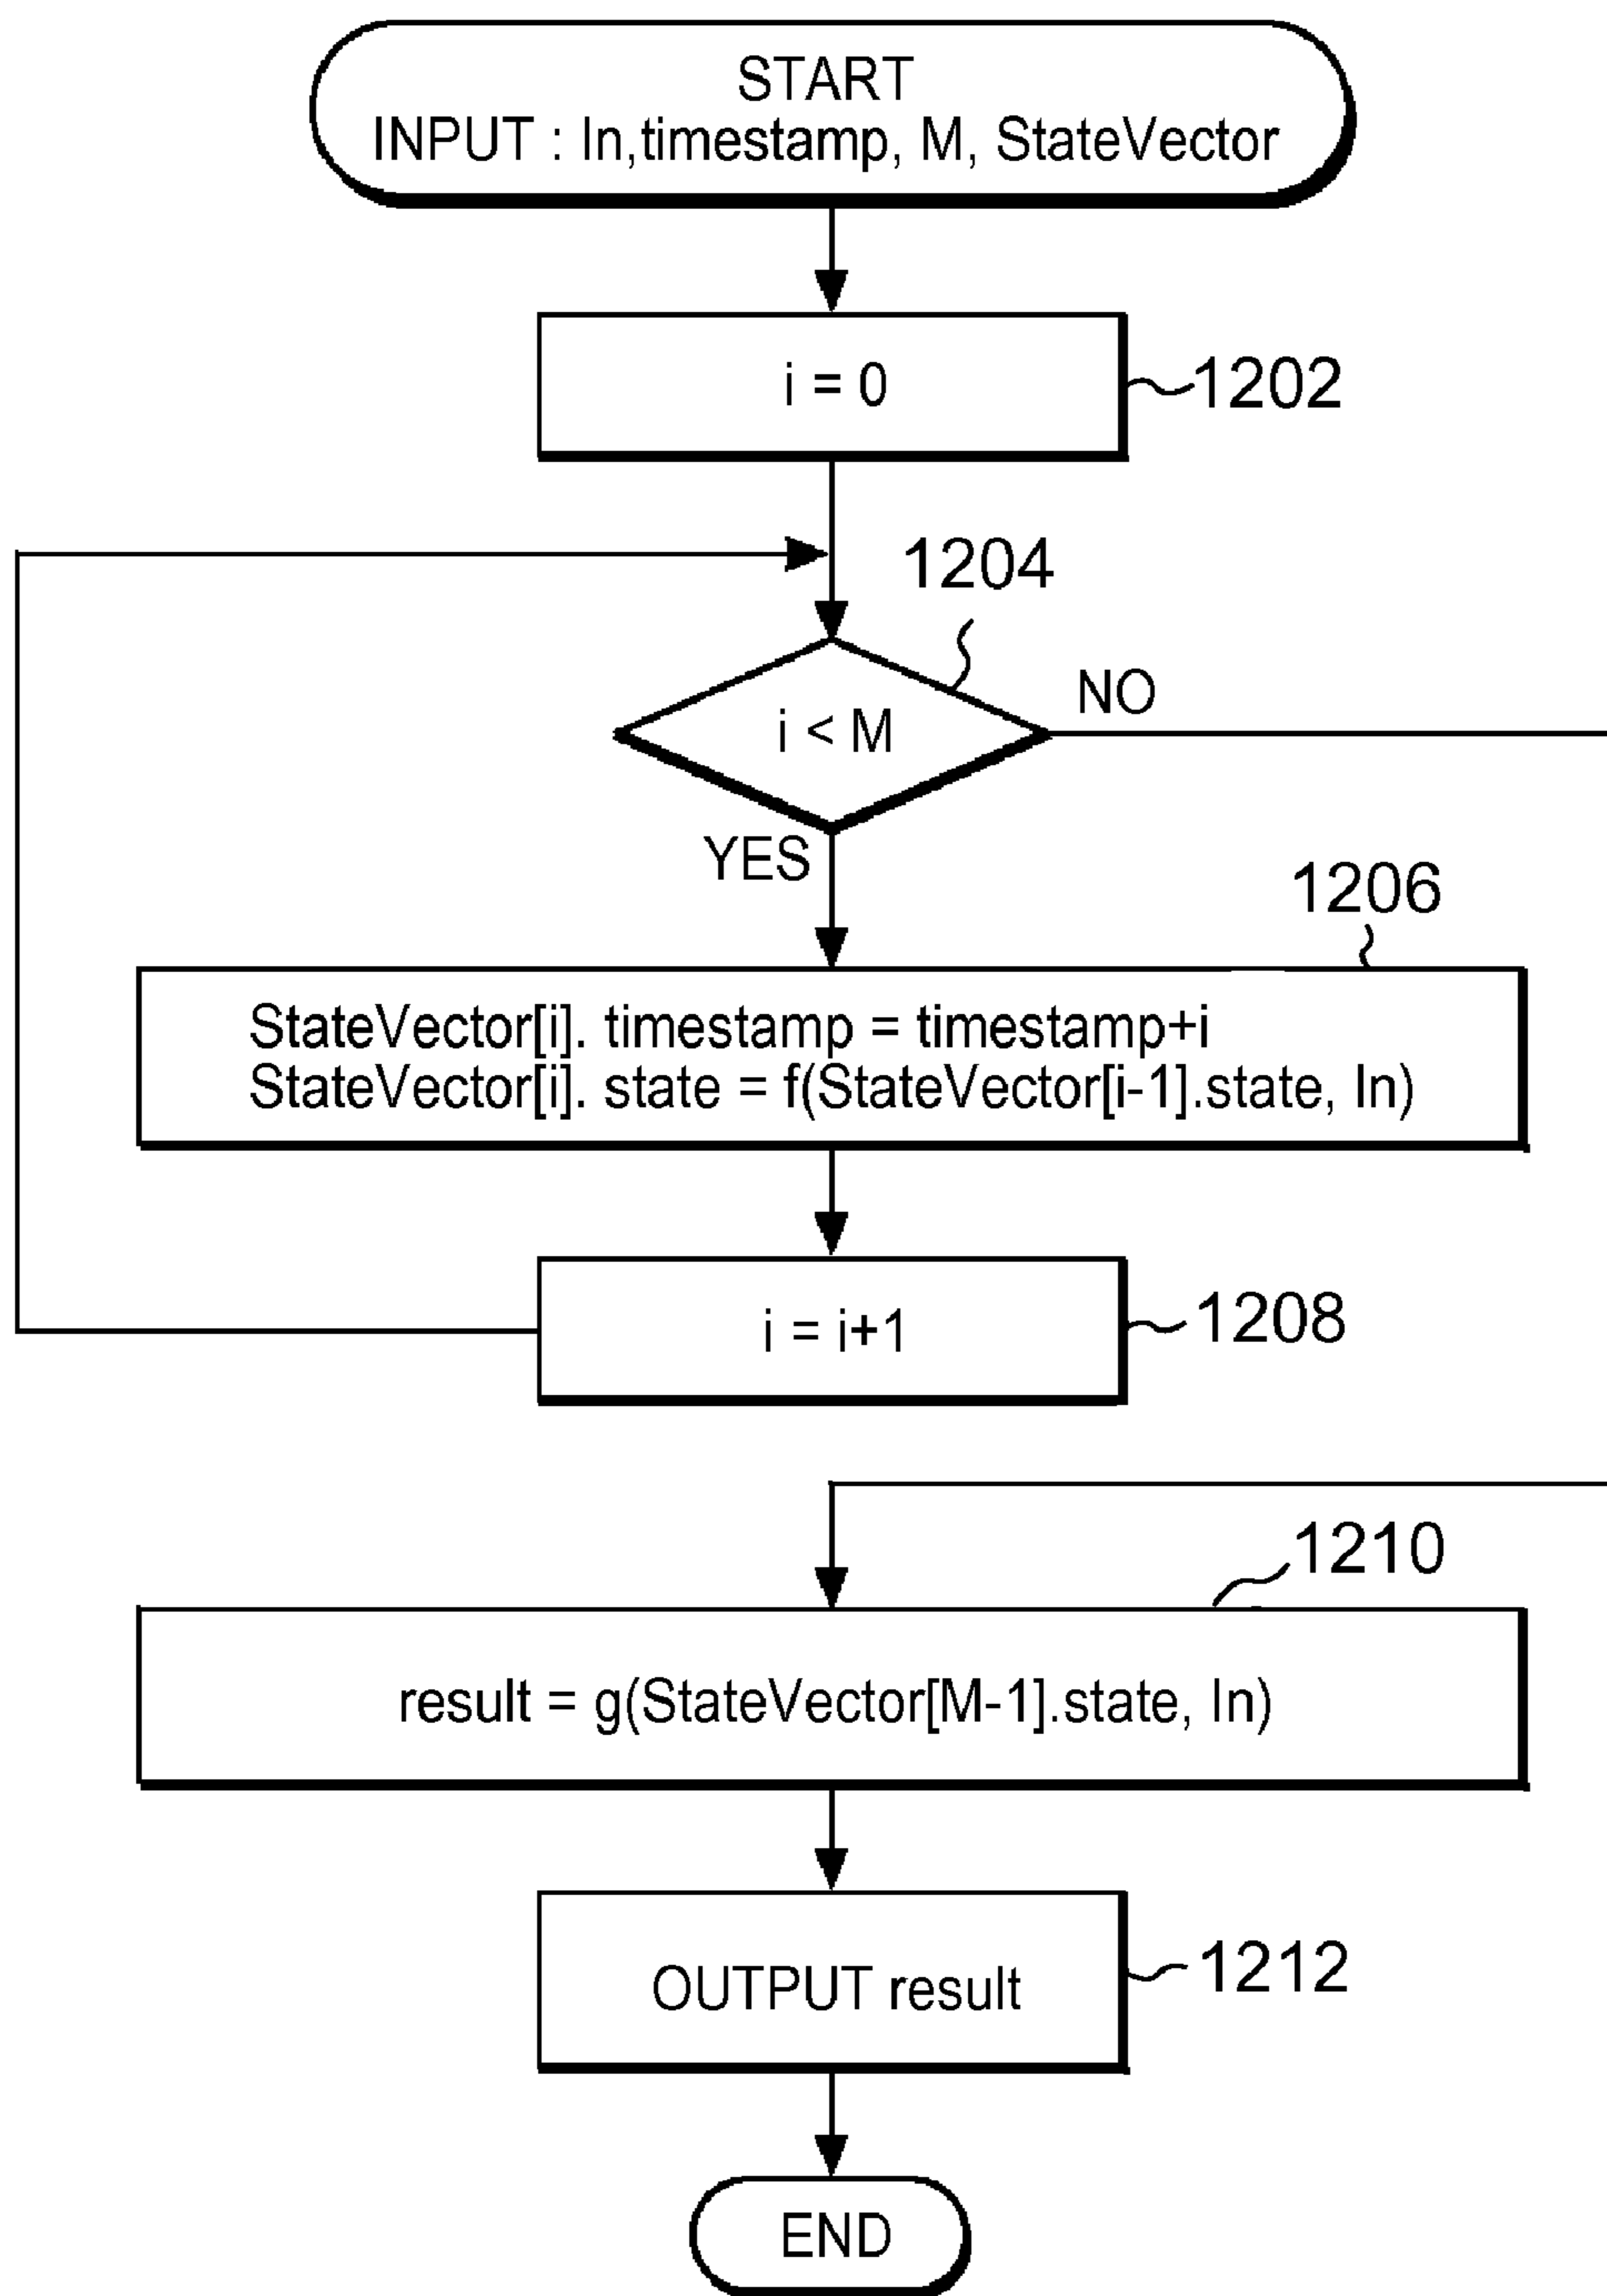 START
INPUT : In,timestamp, M, StateVector
i = 0
1202
1204
i < M
NO
YES
1206
StateVector[i]. timestamp = timestamp+i
StateVector[i]. state = f(StateVector[i-1].state, In)
i = i+1
1208
1210
result = g(StateVector[M-1].state, In)
OUTPUT result
1212
END